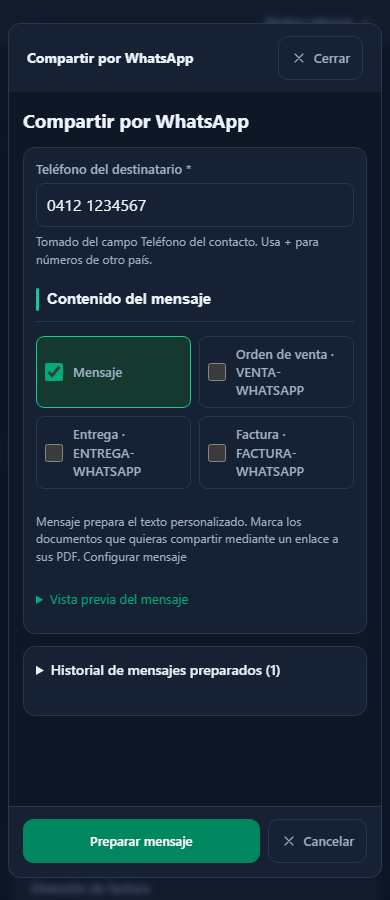 Compartir por WhatsApp
Cerrar
Compartir por WhatsApp
Teléfono del destinatario *
0412 1234567
Tomado del campo Teléfono del contacto. Usa + para
números de otro país.
Contenido del mensaje
Mensaje
Orden de venta ·
VENTA-
WHATSAPP
Entrega ·
ENTREGA-
WHATSAPP
Factura ·
FACTURA-
WHATSAPP
Mensaje prepara el texto personalizado. Marca los
documentos que quieras compartir mediante un enlace a
sus PDF. Configurar mensaje
Vista previa del mensaje
Historial de mensajes preparados (1)
Preparar mensaje
Cancelar